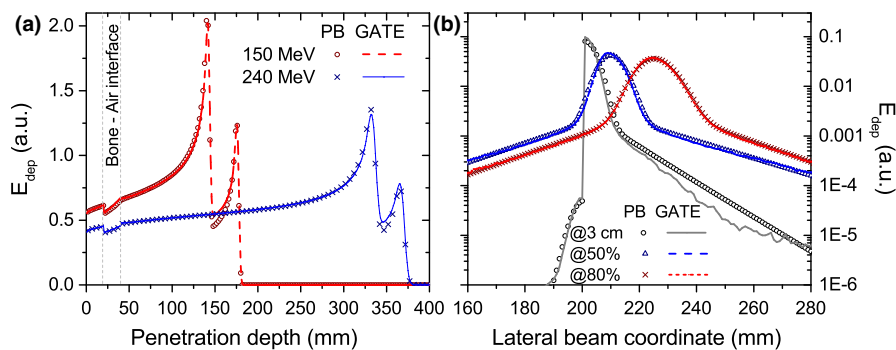 (a)
PB GATE
150 MeV
240 MeV
Bone - Air interface
E_dep (a.u.)
2.0
1.5
1.0
0.5
0.0
0 50 100 150 200 250 300 350 400
Penetration depth (mm)
(b)
PB GATE
@3 cm
@50%
@80%
0.1
0.01
0.001
1E-4
1E-5
1E-6
E_dep (a.u.)
160 180 200 220 240 260 280
Lateral beam coordinate (mm)